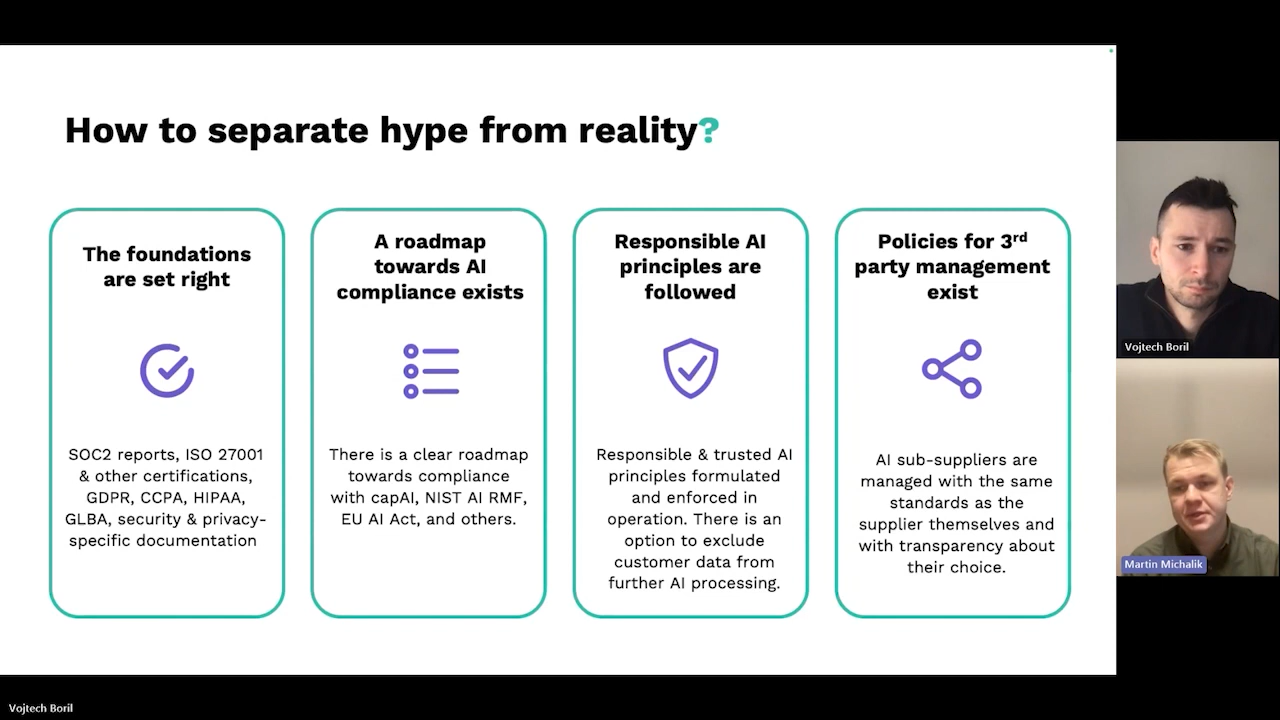 How to separate hype from reality?
The foundations
are set right
SOC2 reports, ISO 27001
& other certifications,
GDPR, CCPA, HIPAA,
GLBA, security & privacy-
specific documentation
A roadmap
towards AI
compliance exists
There is a clear roadmap
towards compliance
with capAI, NIST AI RMF,
EU AI Act, and others.
Responsible AI
principles are
followed
Responsible & trusted AI
principles formulated
and enforced in
operation. There is an
option to exclude
customer data from
further AI processing.
Policies for 3rd
party management
exist
AI sub-suppliers are
managed with the same
standards as the
supplier themselves and
with transparency about
their choice.
Vojtech Boril
Martin Michalik
Vojtech Boril